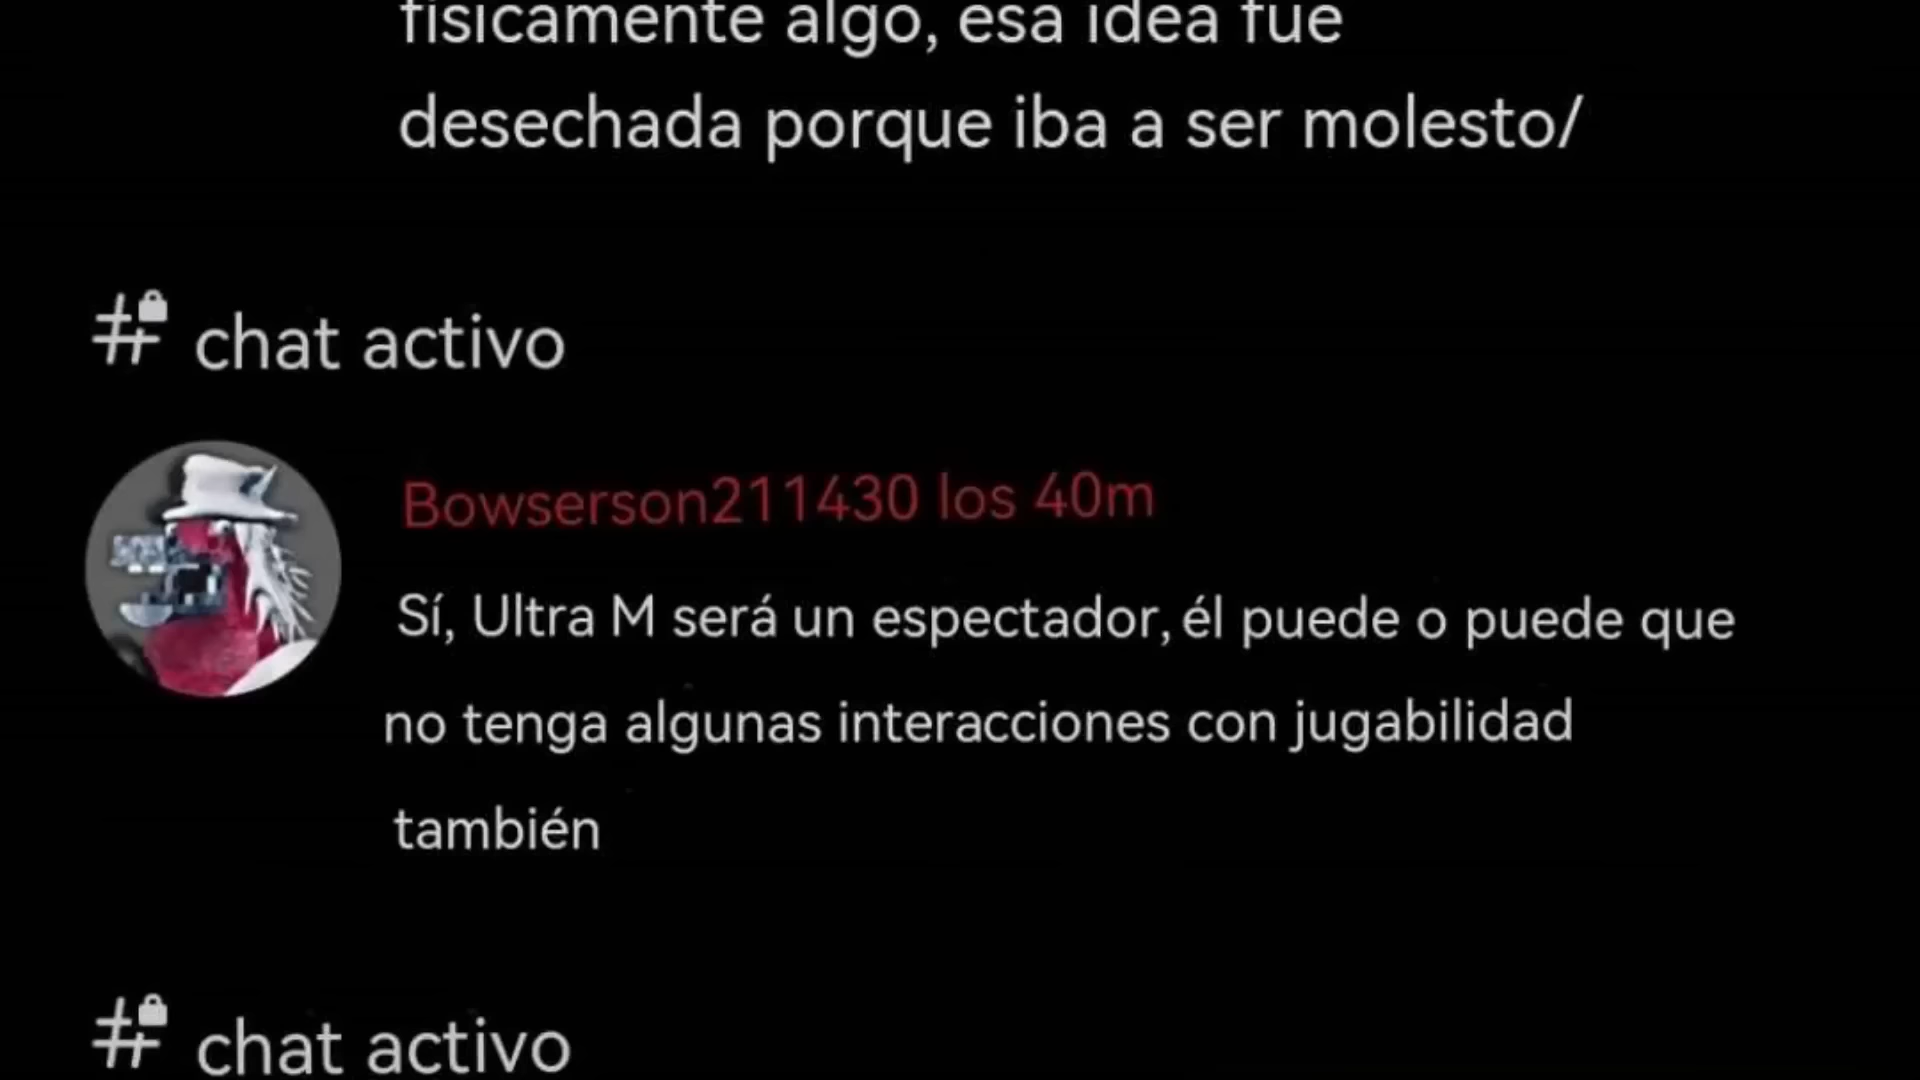 físicamente algo, esa idea fue
desechada porque iba a ser molesto/
# chat activo
Bowserson211430 los 40m
Sí, Ultra M será un espectador, él puede o puede que
no tenga algunas interacciones con jugabilidad
también
# chat activo